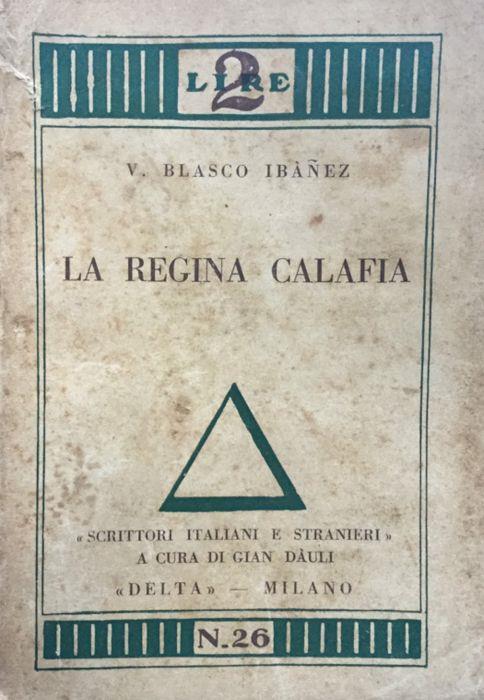 2 LIRE
V. BLASCO IBÀÑEZ
LA REGINA CALAFIA
«SCRITTORI ITALIANI E STRANIERI»
A CURA DI GIAN DÀULI
«DELTA» — MILANO
N.26